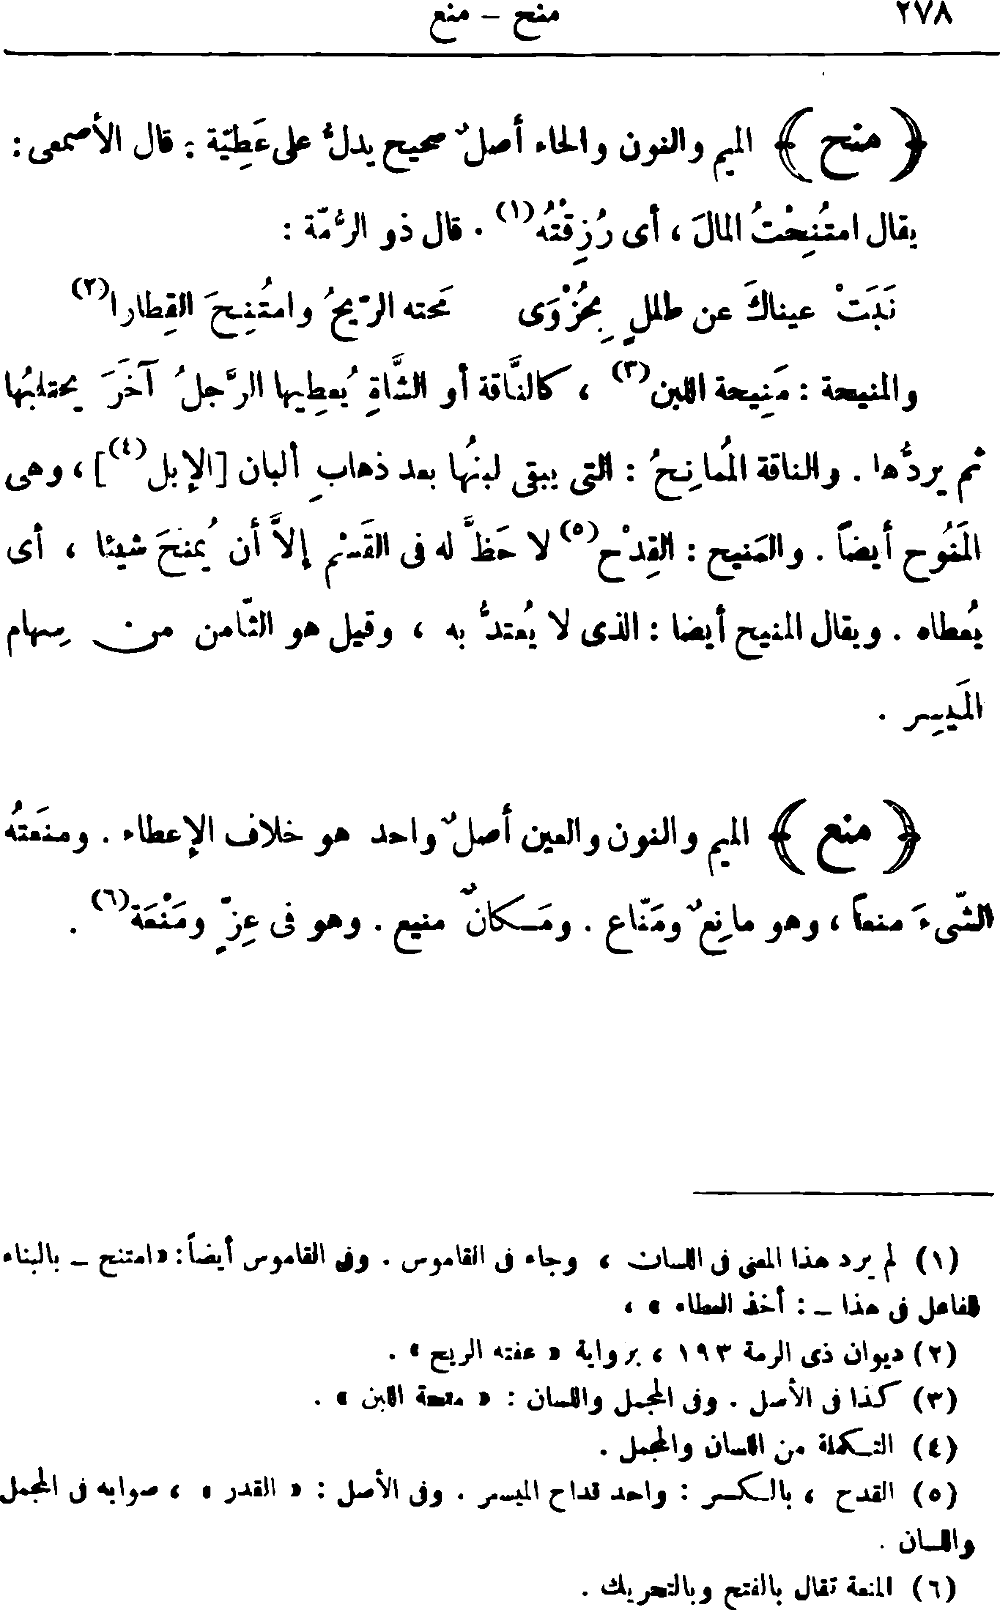 ٢٧٨
منح – منع
﴿ منح ﴾ الميم والنون والحاء أصلٌ صحيح يدلُّ على عَطِيّة . قال الأصمعى :
يقال امتُنِحْتُ المالَ ، أى رُزِقْتُه (١) . قال ذو الرُّمّة :
نَبَتْ عيناكَ عن طللٍ بِحُزْوَى محته الرّيحُ وامتُنِحَ القِطارا (٢)
والمنيحة : مَنِيحة اللبن (٣) ، كالنَّاقة أو الشَّاةِ يُعطِيها الرَّجلُ آخَرَ يحتلبُها
ثم يردُّها . والناقة المُمانِحُ : التى يبقى لبنُها بعد ذهابِ ألبان [الإبل (٤)] ، وهى
المَنُوح أيضاً . والمَنيح : القِدْح (٥) لا حَظَّ له فى القَسْم إلاَّ أن يُمنحَ شيئا ، أى
يُعطاه . ويقال المنيح أيضا : الذى لا يُعتدُّ به ، وقيل هو الثّامن من سِهام
المَيسِر .
﴿ منع ﴾ الميم والنون والعين أصلٌ واحد هو خلاف الإعطاء . ومنَعتُه
الشّىءَ منعاً ، وهو مانِعٌ ومَنّاع . ومَكانٌ منيع . وهو فى عِزٍّ ومَنْعَة (٦) .
(١) لم يرد هذا المعنى فى اللسان ، وجاء فى القاموس . وفى القاموس أيضاً : «امتنح – بالبناء
للفاعل فى هذا – : أخذ العطاء » ،
(٢) ديوان ذى الرمة ١٩٣ ، برواية « عفته الريح » .
(٣) كذا فى الأصل . وفى المجمل واللسان : « منحة اللبن » .
(٤) التكملة من اللسان والمجمل .
(٥) القدح ، بالكسر : واحد قداح الميسر . وفى الأصل : « القدر » ، صوابه فى المجمل
واللسان .
(٦) المنعة تقال بالفتح وبالتحريك .